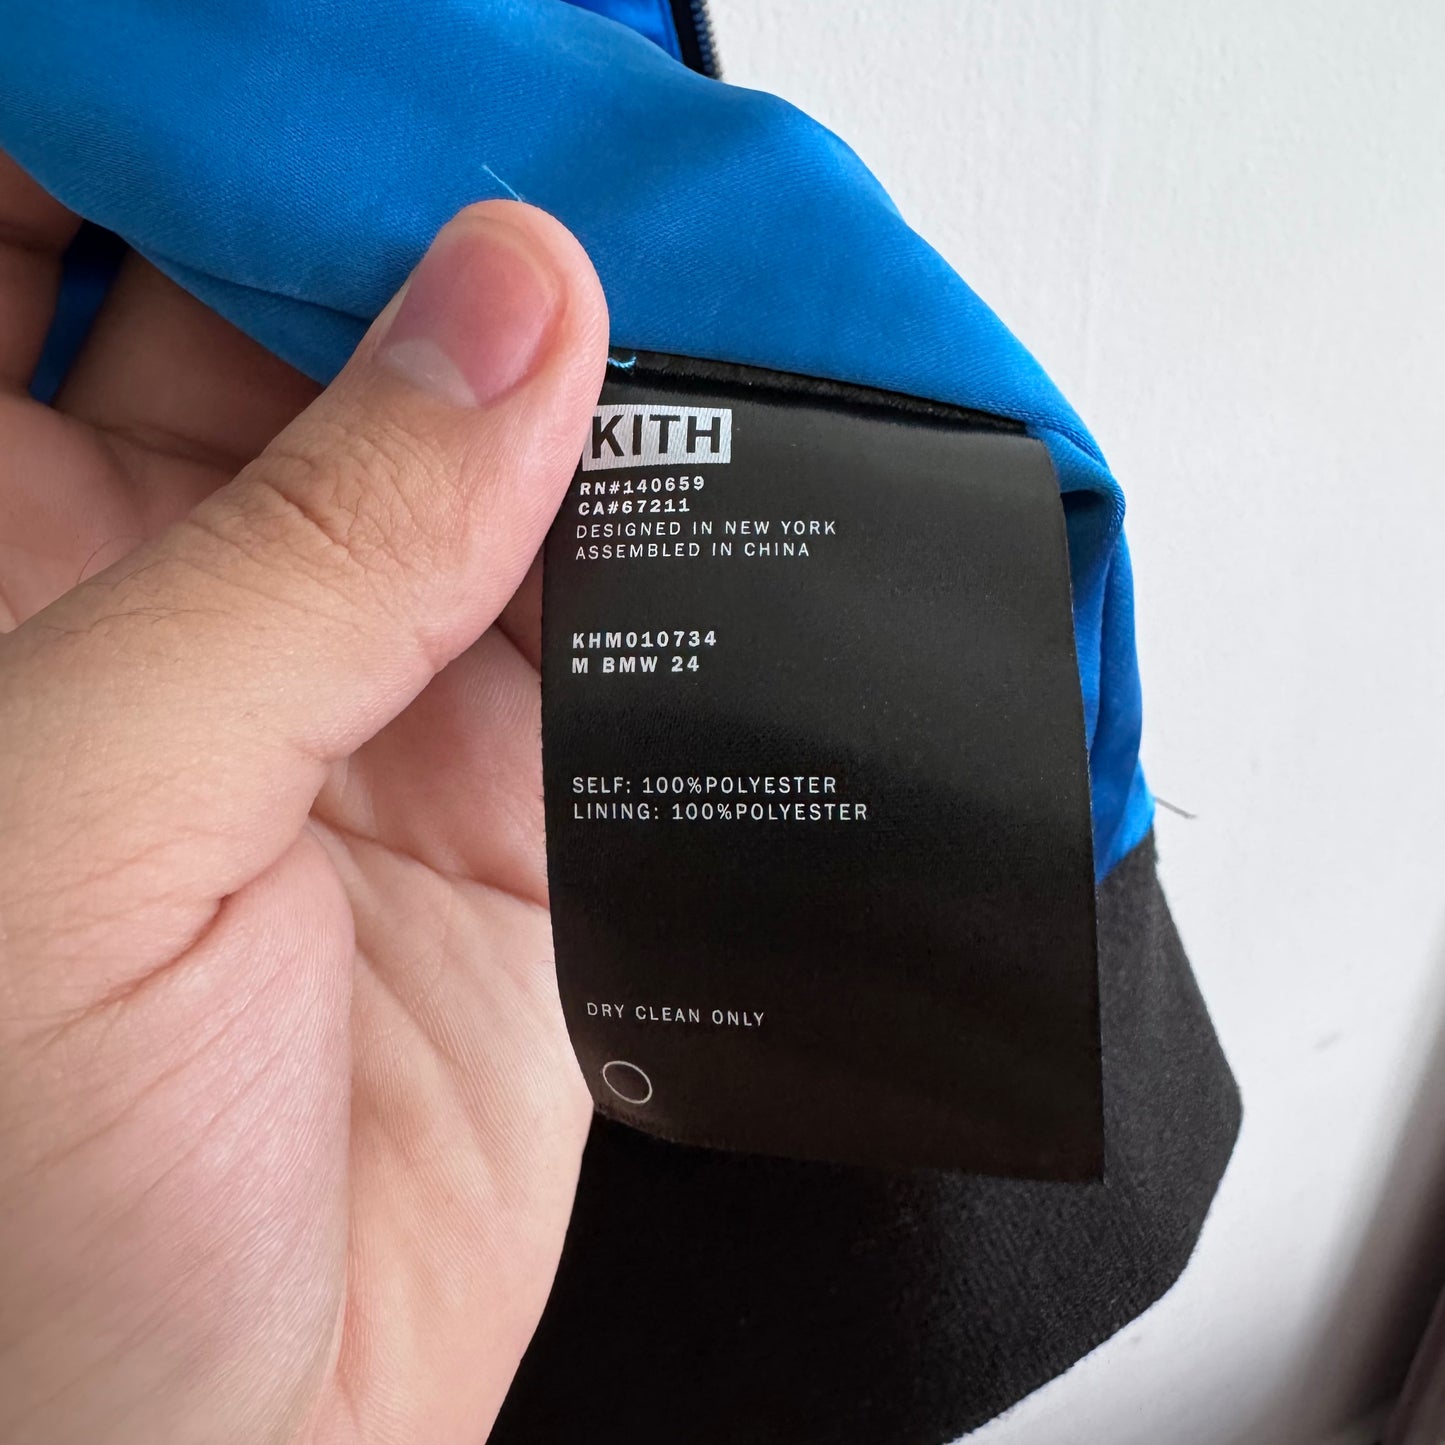 KITH
RN#140659
CA#67211
DESIGNED IN NEW YORK
ASSEMBLED IN CHINA
KHM010734
M BMW 24
SELF: 100%POLYESTER
LINING: 100%POLYESTER
DRY CLEAN ONLY